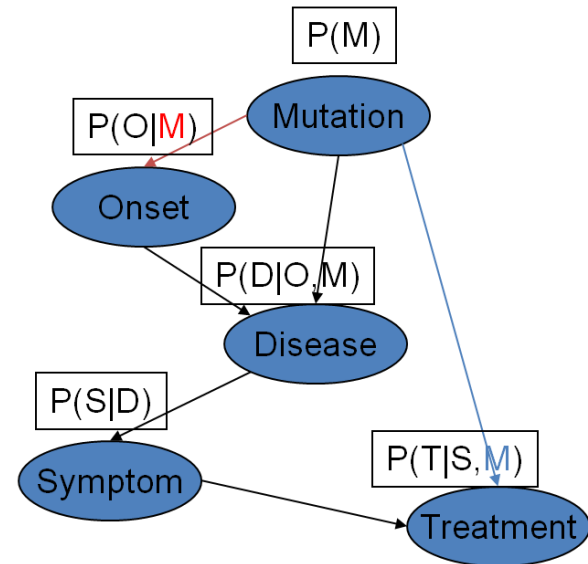 P(M)
Mutation
P(O|M)
Onset
P(D|O,M)
Disease
P(S|D)
Symptom
P(T|S,M)
Treatment